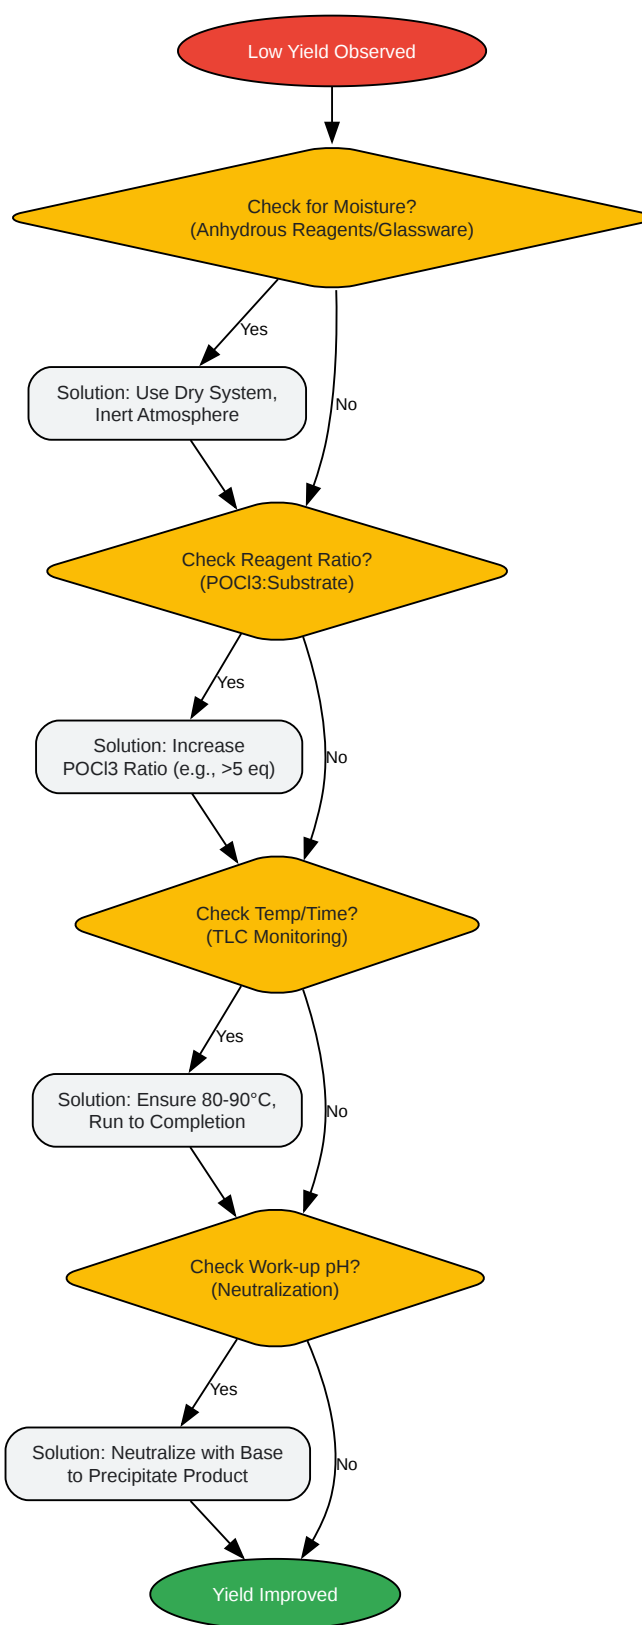 Low Yield Observed
Check for Moisture?
(Anhydrous Reagents/Glassware)
Yes
Solution: Use Dry System,
Inert Atmosphere
No
Check Reagent Ratio?
(POCl3:Substrate)
Yes
Solution: Increase
POCl3 Ratio (e.g., >5 eq)
No
Check Temp/Time?
(TLC Monitoring)
Yes
Solution: Ensure 80-90°C,
Run to Completion
No
Check Work-up pH?
(Neutralization)
Yes
Solution: Neutralize with Base
to Precipitate Product
No
Yield Improved